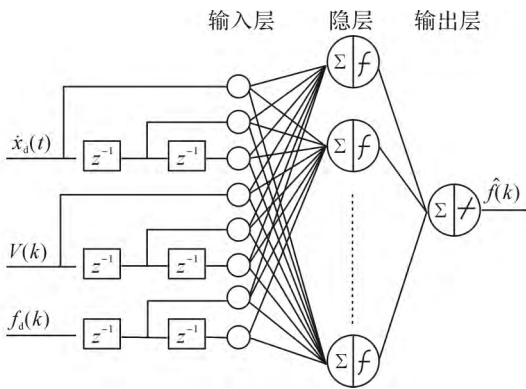 输入层 隐层 输出层
Σ f
ẋ_d(t) z⁻¹ z⁻¹
Σ f
V(k) z⁻¹ z⁻¹
Σ f̂(k)
f_d(k) z⁻¹ z⁻¹
Σ f